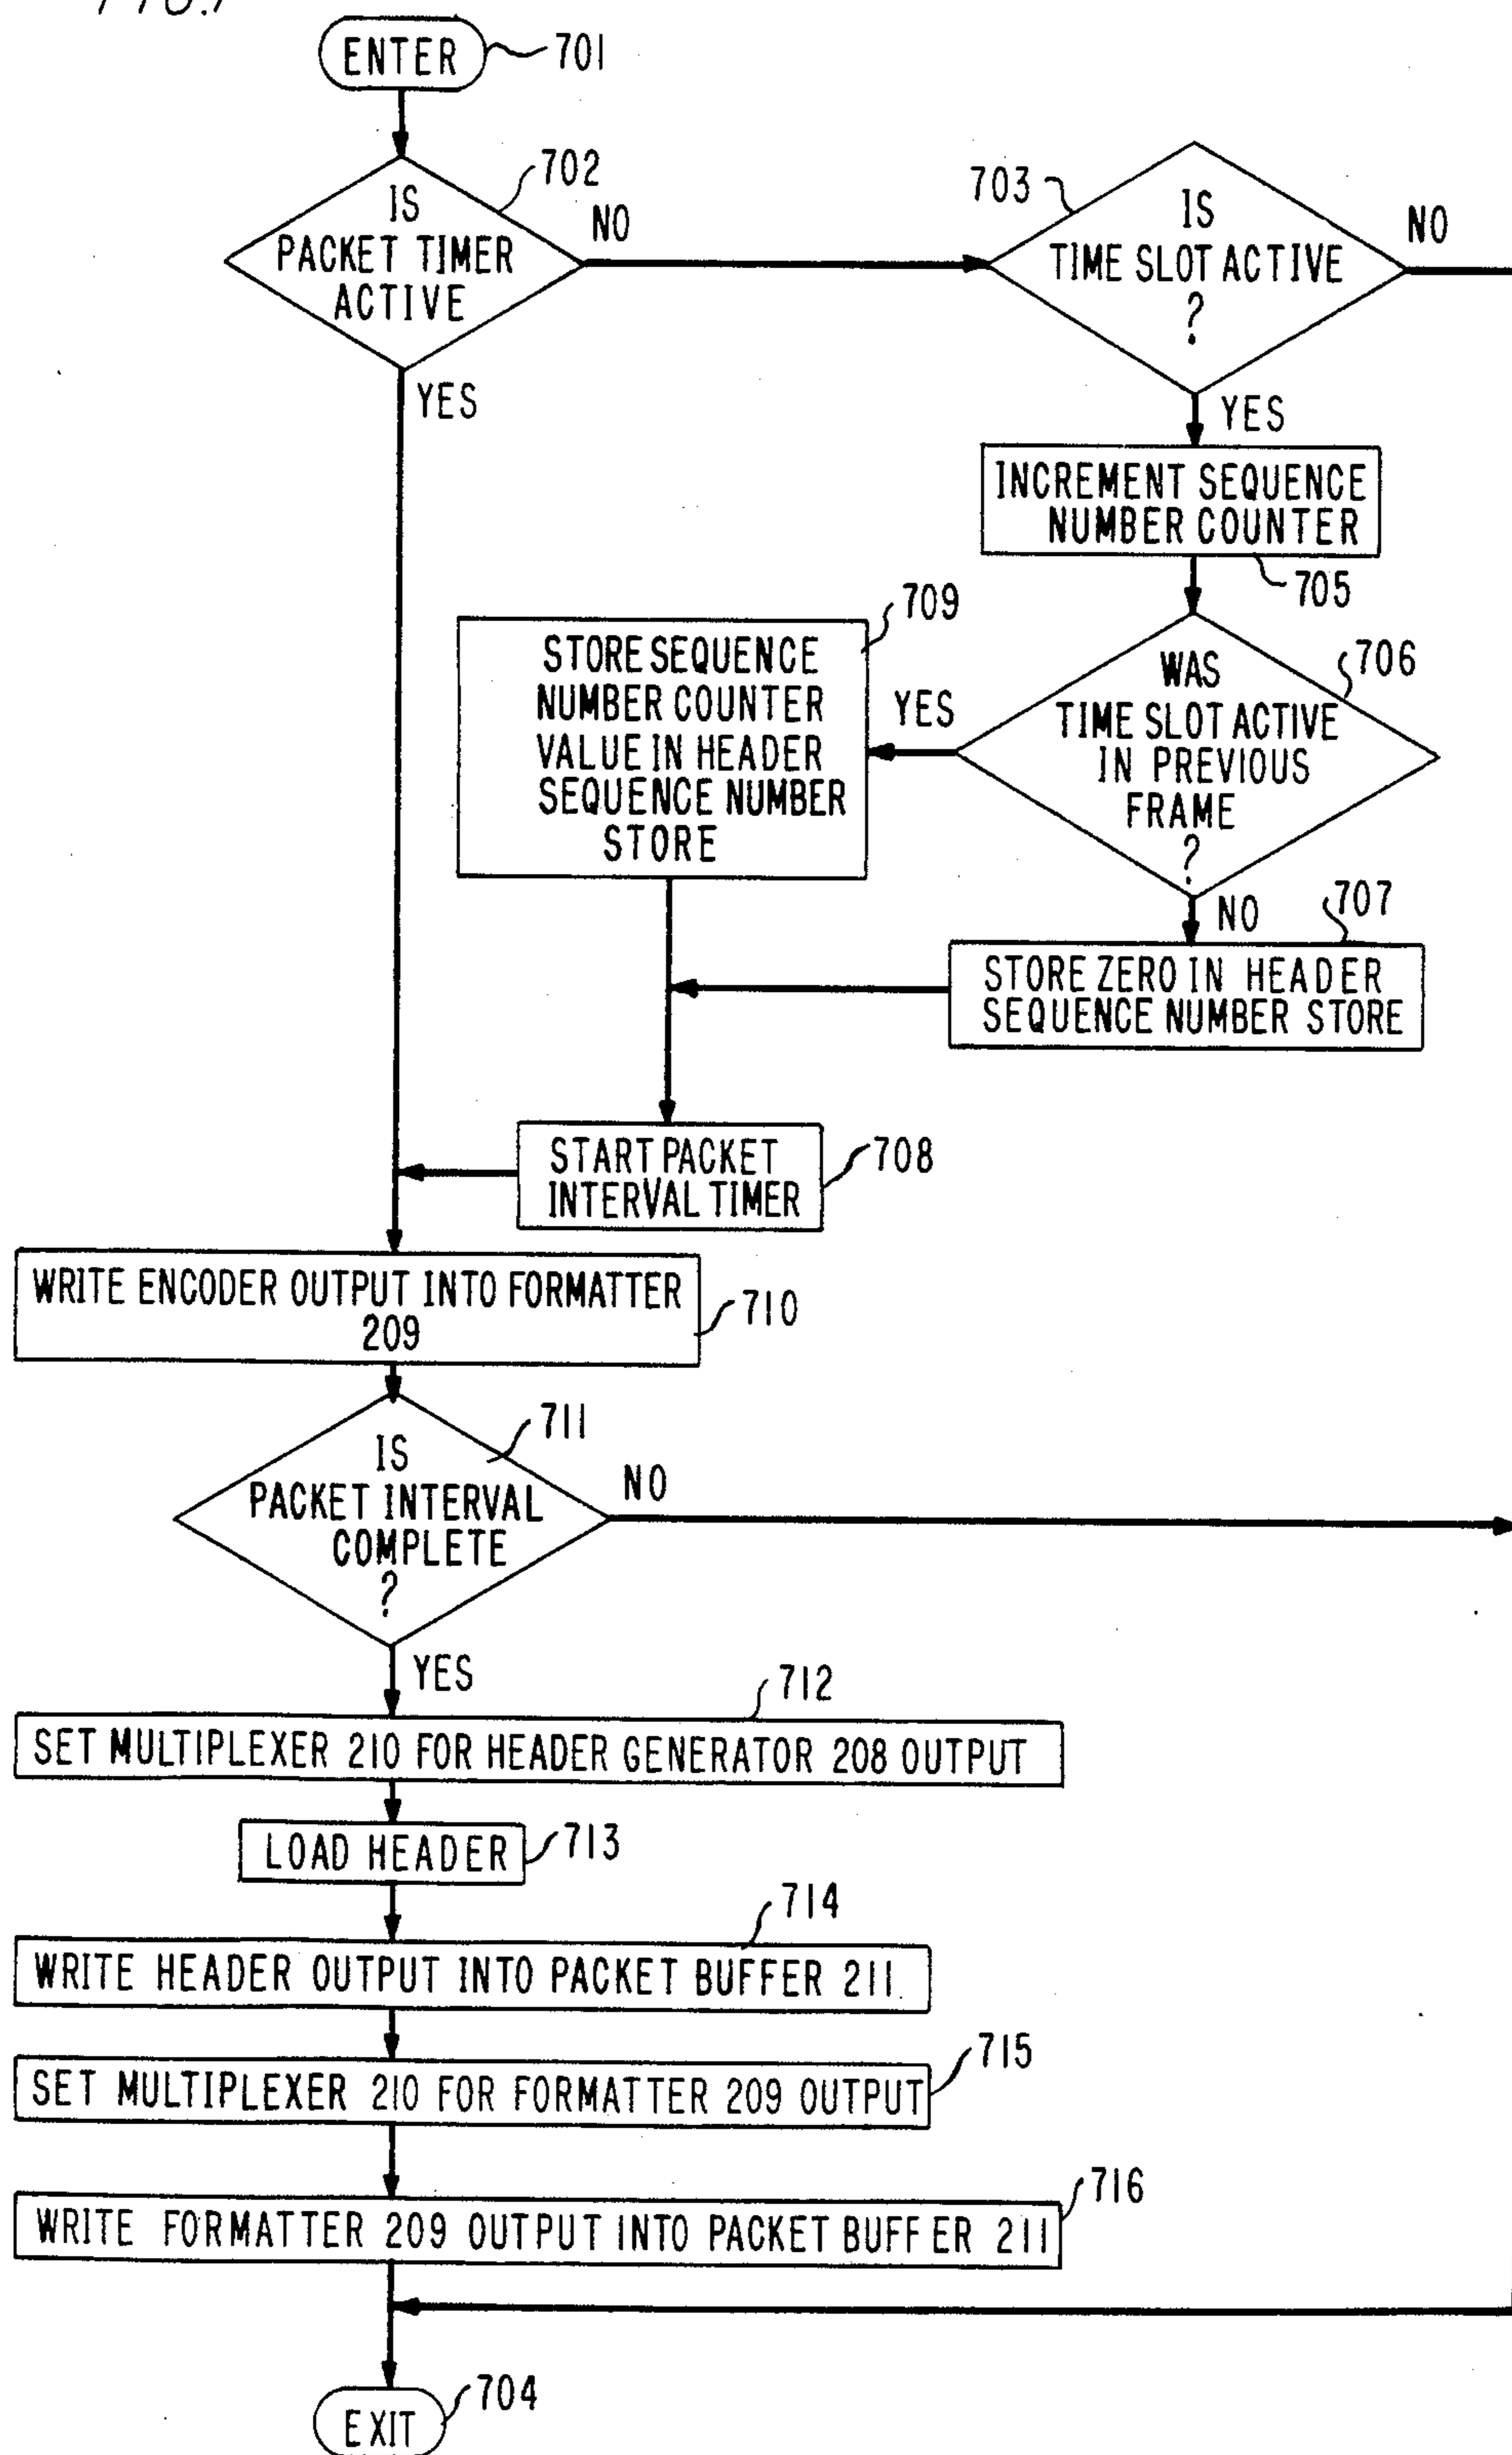 ENTER
701
IS
PACKET TIMER
ACTIVE
702
NO
YES
703
IS
TIME SLOT ACTIVE
?
NO
YES
INCREMENT SEQUENCE
NUMBER COUNTER
705
WAS
TIME SLOT ACTIVE
IN PREVIOUS
FRAME
?
706
YES
NO
709
STORE SEQUENCE
NUMBER COUNTER
VALUE IN HEADER
SEQUENCE NUMBER
STORE
707
STORE ZERO IN HEADER
SEQUENCE NUMBER STORE
START PACKET
INTERVAL TIMER
708
WRITE ENCODER OUTPUT INTO FORMATTER
209
710
IS
PACKET INTERVAL
COMPLETE
?
711
NO
YES
712
SET MULTIPLEXER 210 FOR HEADER GENERATOR 208 OUTPUT
LOAD HEADER
713
714
WRITE HEADER OUTPUT INTO PACKET BUFFER 211
715
SET MULTIPLEXER 210 FOR FORMATTER 209 OUTPUT
716
WRITE FORMATTER 209 OUTPUT INTO PACKET BUFFER 211
EXIT
704